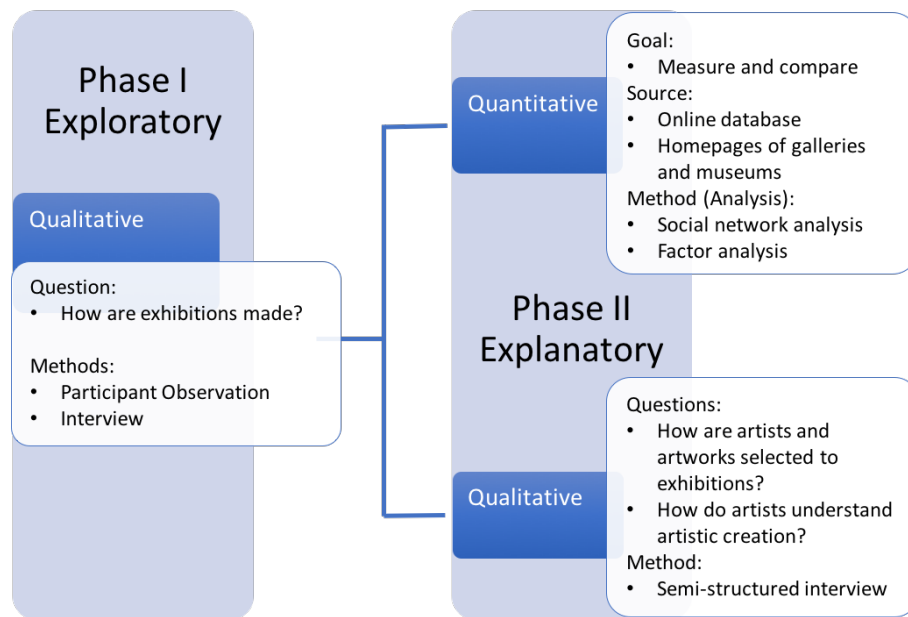 Phase I
Exploratory
Qualitative
Question:
• How are exhibitions made?
Methods:
• Participant Observation
• Interview
Quantitative
Goal:
• Measure and compare
Source:
• Online database
• Homepages of galleries
and museums
Method (Analysis):
• Social network analysis
• Factor analysis
Phase II
Explanatory
Qualitative
Questions:
• How are artists and
artworks selected to
exhibitions?
• How do artists understand
artistic creation?
Method:
• Semi-structured interview